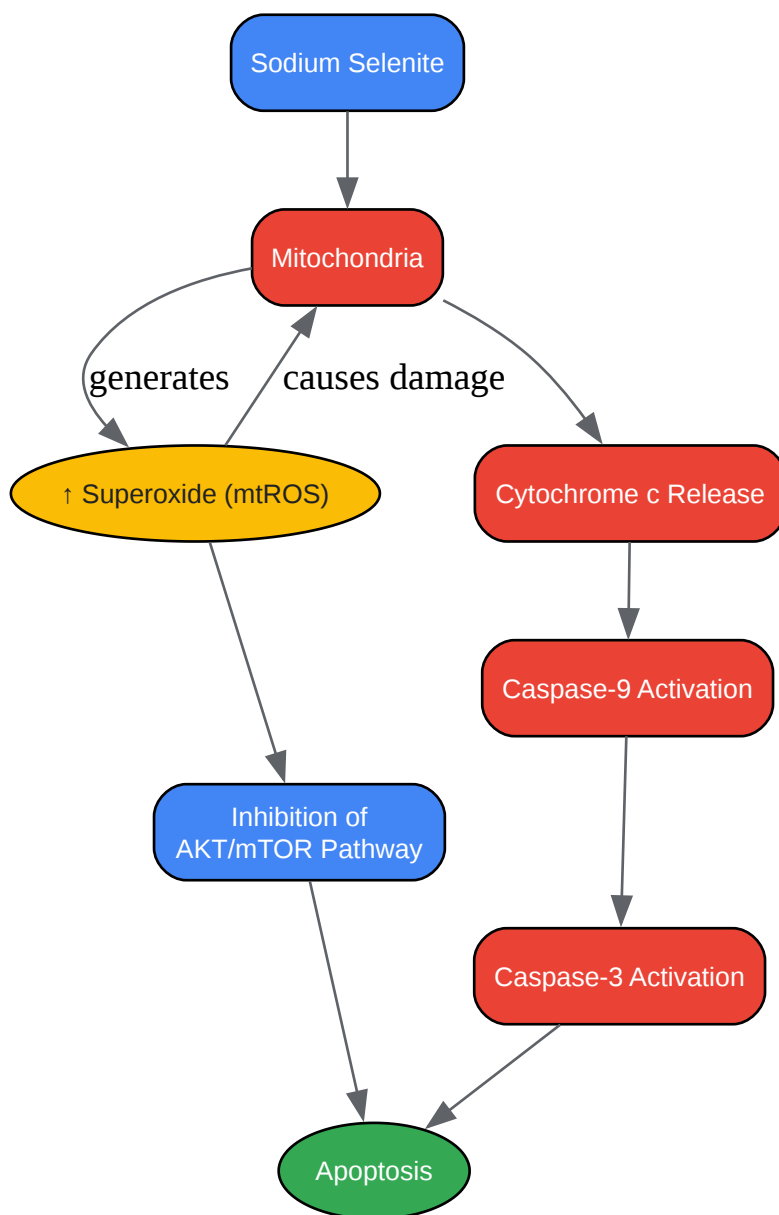 Sodium Selenite
Mitochondria
generates
causes damage
↑ Superoxide (mtROS)
Cytochrome c Release
Caspase-9 Activation
Inhibition of
AKT/mTOR Pathway
Caspase-3 Activation
Apoptosis